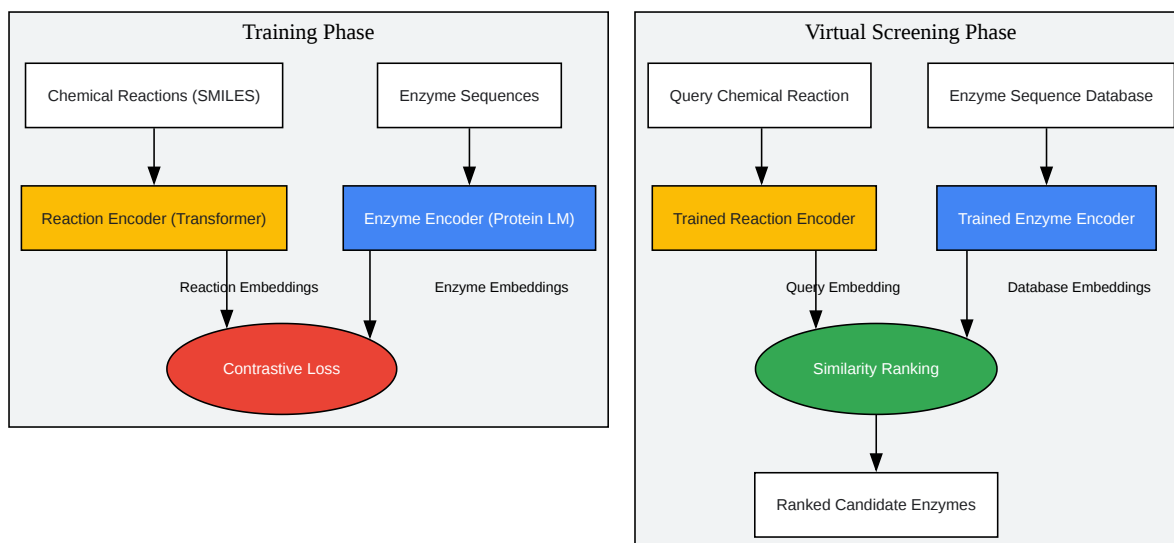 Training Phase
Chemical Reactions (SMILES)
Enzyme Sequences
Reaction Encoder (Transformer)
Enzyme Encoder (Protein LM)
Reaction Embeddings
Enzyme Embeddings
Contrastive Loss
Virtual Screening Phase
Query Chemical Reaction
Enzyme Sequence Database
Trained Reaction Encoder
Trained Enzyme Encoder
Query Embedding
Database Embeddings
Similarity Ranking
Ranked Candidate Enzymes